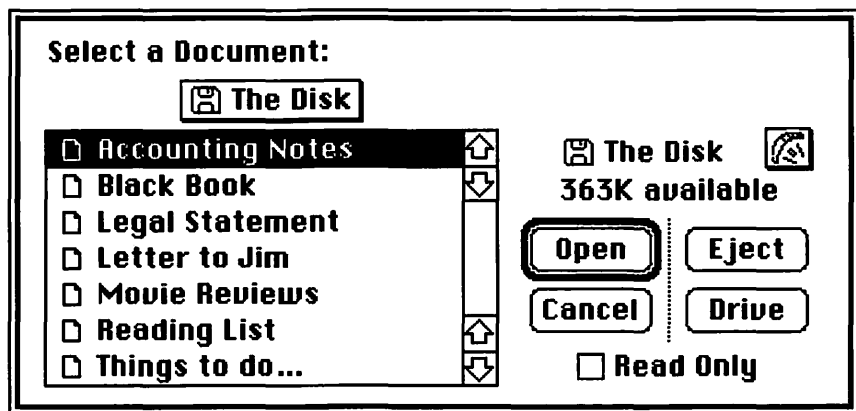 Select a Document:
The Disk
Accounting Notes
Black Book
Legal Statement
Letter to Jim
Movie Reviews
Reading List
Things to do...
The Disk
363K available
Open
Eject
Cancel
Drive
Read Only